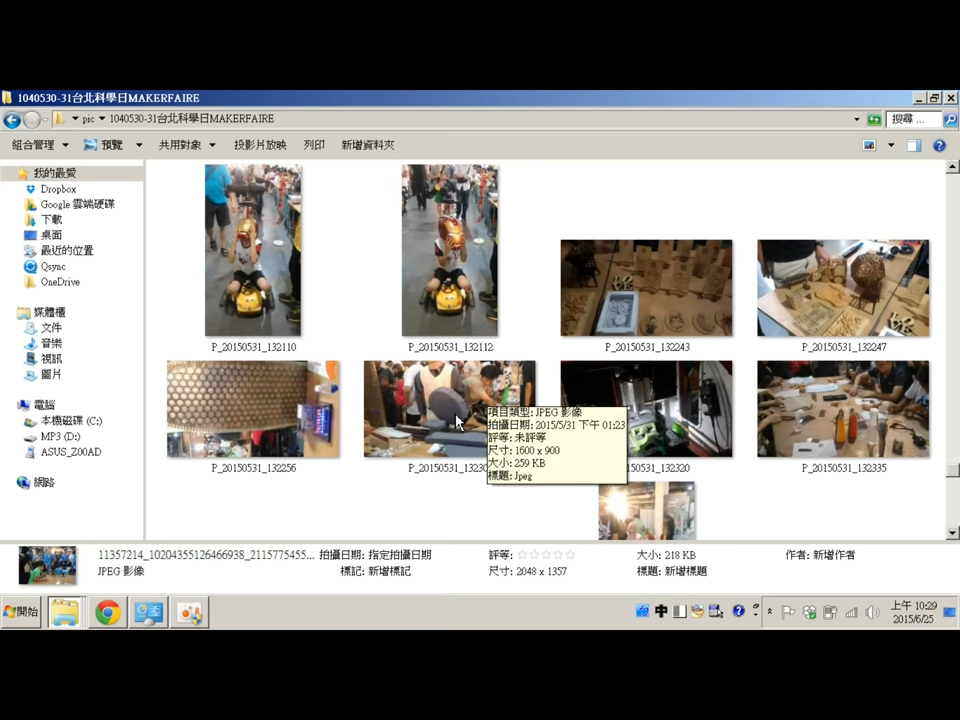 1040530-31台北科學日MAKERFAIRE
pic 1040530-31台北科學日MAKERFAIRE
搜尋 ...
組合管理 預覽 共用對象 投影片放映 列印 新增資料夾
我的最愛
Dropbox
Google 雲端硬碟
下載
桌面
最近的位置
Qsync
OneDrive
媒體櫃
文件
音樂
視訊
圖片
電腦
本機磁碟 (C:)
MP3 (D:)
ASUS_Z00AD
網路
P_20150531_132110
P_20150531_132112
P_20150531_132243
P_20150531_132247
項目類型: JPEG 影像
拍攝日期: 2015/5/31 下午 01:23
評等: 未評等
尺寸: 1600 x 900
大小: 259 KB
標題: Jpeg
P_20150531_132256
P_20150531_13230
50531_132320
P_20150531_132335
11357214_10204355126466938_2115775455... 拍攝日期: 指定拍攝日期 評等: 大小: 218 KB 作者: 新增作者
JPEG 影像 標記: 新增標記 尺寸: 2048 x 1357 標題: 新增標題
開始
中
上午 10:29
2015/6/25